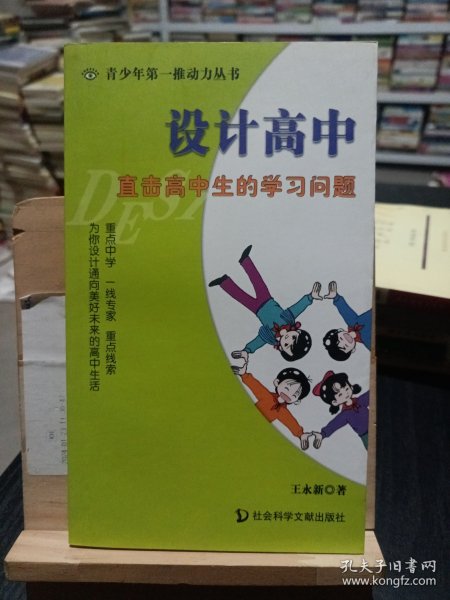 青少年第一推动力丛书
设计高中
DESI
直击高中生的学习问题
重点中学 一线专家 重点线索
为你设计通向美好未来的高中生活
王永新◎著
社会科学文献出版社
孔夫子旧书网
www.kongfz.com